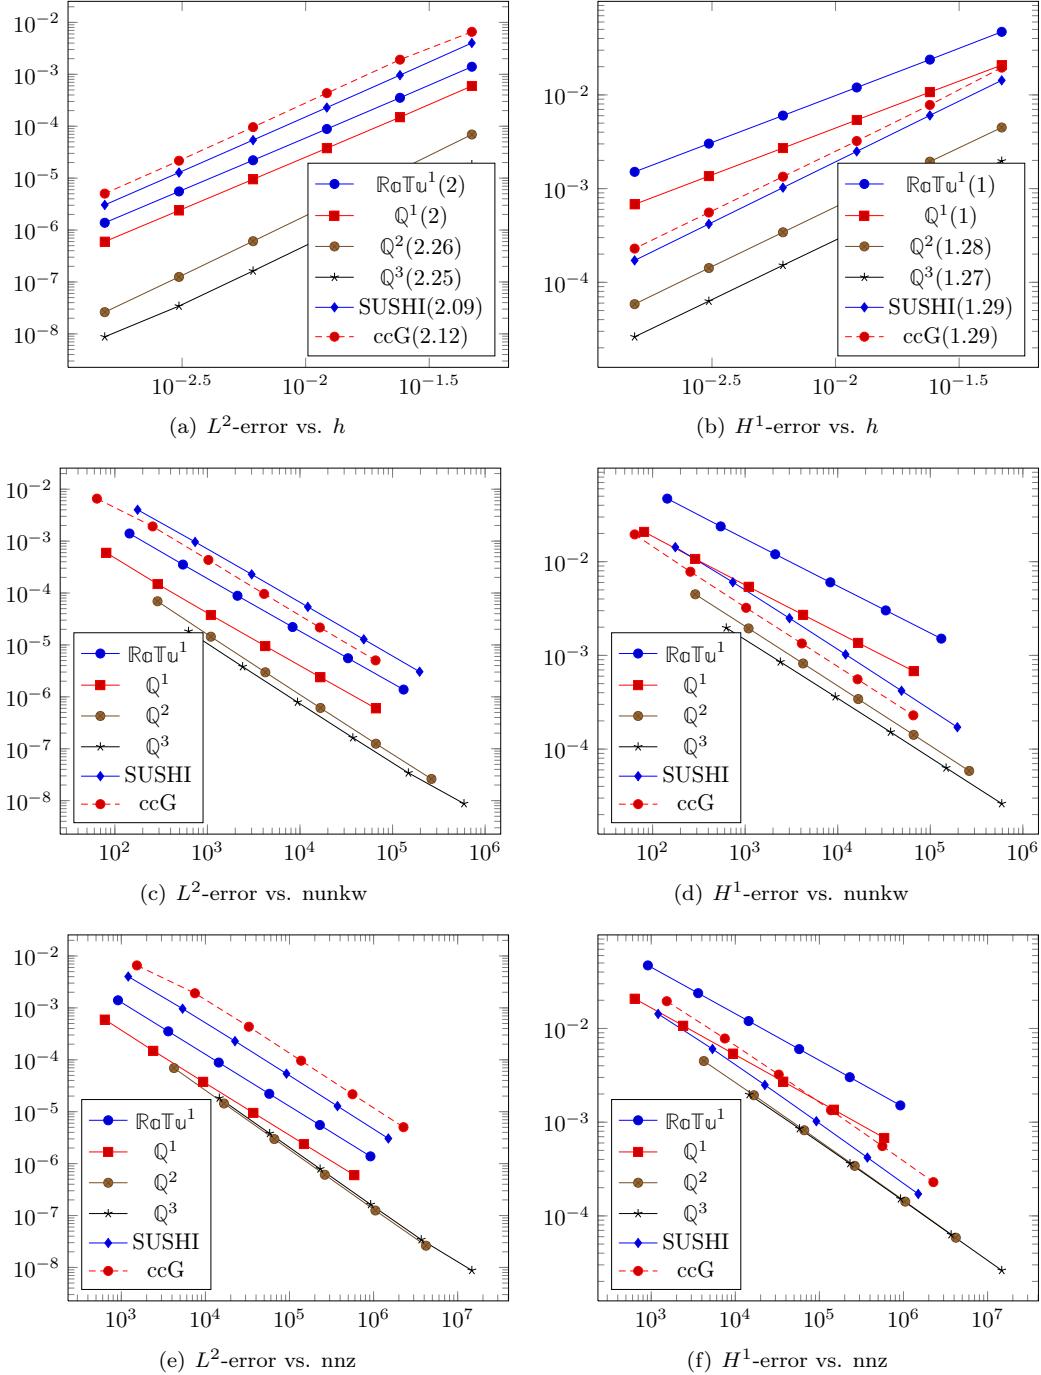 10^{-2}
10^{-3}
10^{-4}
10^{-5}
10^{-6}
10^{-7}
10^{-8}
ℝ𝕒𝕋𝕦^1(2)
ℚ^1(2)
ℚ^2(2.26)
ℚ^3(2.25)
SUSHI(2.09)
ccG(2.12)
10^{-2.5} 10^{-2} 10^{-1.5}
(a) L^2-error vs. h
10^{-2}
10^{-3}
10^{-4}
ℝ𝕒𝕋𝕦^1(1)
ℚ^1(1)
ℚ^2(1.28)
ℚ^3(1.27)
SUSHI(1.29)
ccG(1.29)
10^{-2.5} 10^{-2} 10^{-1.5}
(b) H^1-error vs. h
10^{-2}
10^{-3}
10^{-4}
10^{-5}
10^{-6}
10^{-7}
10^{-8}
ℝ𝕒𝕋𝕦^1
ℚ^1
ℚ^2
ℚ^3
SUSHI
ccG
10^2 10^3 10^4 10^5 10^6
(c) L^2-error vs. nunkw
10^{-2}
10^{-3}
10^{-4}
ℝ𝕒𝕋𝕦^1
ℚ^1
ℚ^2
ℚ^3
SUSHI
ccG
10^2 10^3 10^4 10^5 10^6
(d) H^1-error vs. nunkw
10^{-2}
10^{-3}
10^{-4}
10^{-5}
10^{-6}
10^{-7}
10^{-8}
ℝ𝕒𝕋𝕦^1
ℚ^1
ℚ^2
ℚ^3
SUSHI
ccG
10^3 10^4 10^5 10^6 10^7
(e) L^2-error vs. nnz
10^{-2}
10^{-3}
10^{-4}
ℝ𝕒𝕋𝕦^1
ℚ^1
ℚ^2
ℚ^3
SUSHI
ccG
10^3 10^4 10^5 10^6 10^7
(f) H^1-error vs. nnz